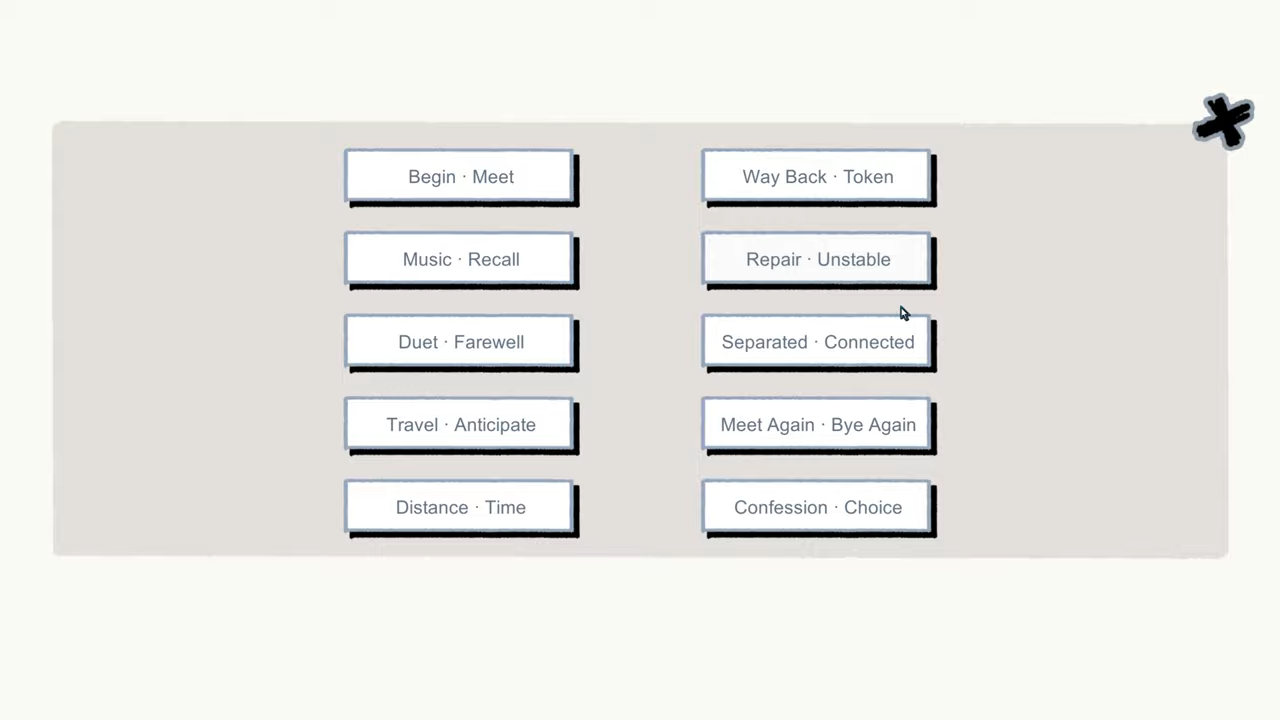 Begin · Meet
Music · Recall
Duet · Farewell
Travel · Anticipate
Distance · Time
Way Back · Token
Repair · Unstable
Separated · Connected
Meet Again · Bye Again
Confession · Choice